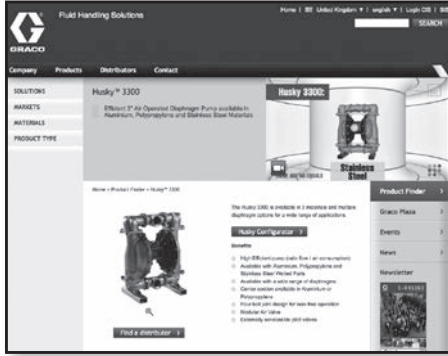 Fluid Handling Solutions
Home | United Kingdom ▼ | english ▼ | Login CIS |
SEARCH
GRACO
Company Products Distributors Contact
SOLUTIONS
MARKETS
MATERIALS
PRODUCT TYPE
Husky™ 3300
Efficient 3" Air Operated Diaphragm Pump available in
Aluminium, Polypropylene and Stainless Steel Materials
Husky 3300:
Stainless
Steel
Home » Product Finder » Husky™ 3300
The Husky 3300 is available in 3 materials and multiple
diaphragm options for a wide range of applications.
Husky Configurator >
Benefits
High Efficient pump (ratio flow / air consumption)
Available with Aluminium, Polypropylene and
Stainless Steel Wetted Parts
Available with a wide range of diaphragms
Center section available in Aluminium or
Polypropylene
Four bolt joint design for leak-free operation
Modular Air Valve
Externally serviceable pilot valves
Find a distributor >
Product Finder >
Graco Plaza >
Events >
News >
Newsletter